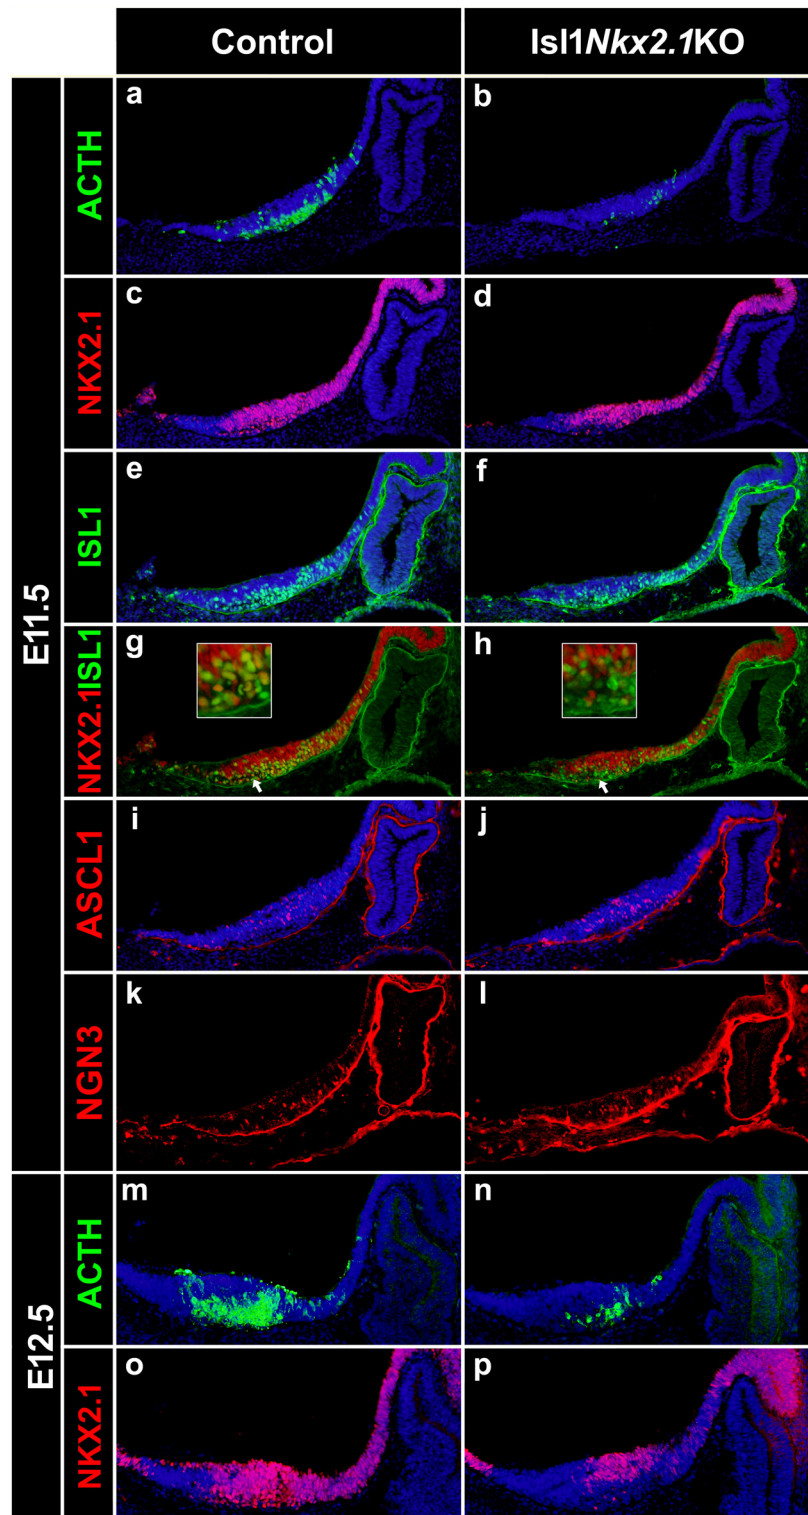 Control
Isl1Nkx2.1KO
E11.5
ACTH
a
b
NKX2.1
c
d
ISL1
e
f
NKX2.1ISL1
g
h
ASCL1
i
j
NGN3
k
l
E12.5
ACTH
m
n
NKX2.1
o
p